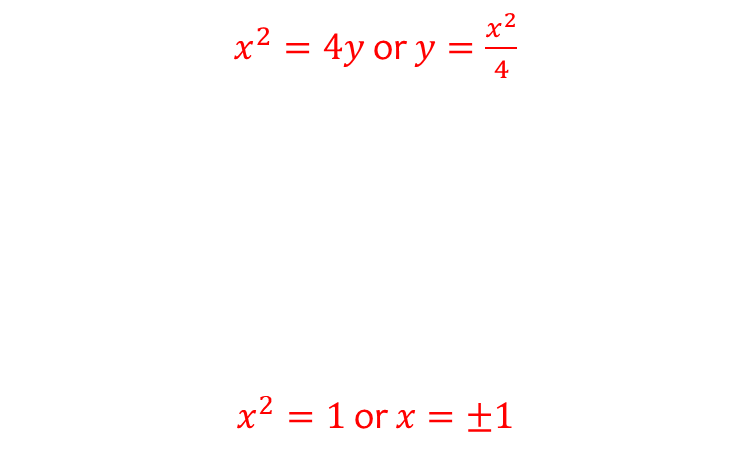 x² = 4y or y = x²/4
x² = 1 or x = ±1